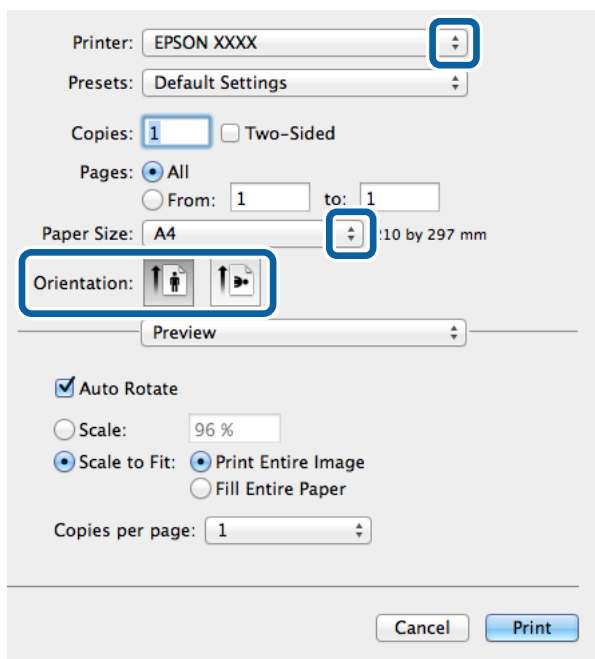 Printer: EPSON XXXX
Presets: Default Settings
Copies: 1 Two-Sided
Pages: All
From: 1 to: 1
Paper Size: A4 210 by 297 mm
Orientation:
Preview
Auto Rotate
Scale: 96 %
Scale to Fit: Print Entire Image
Fill Entire Paper
Copies per page: 1
Cancel Print